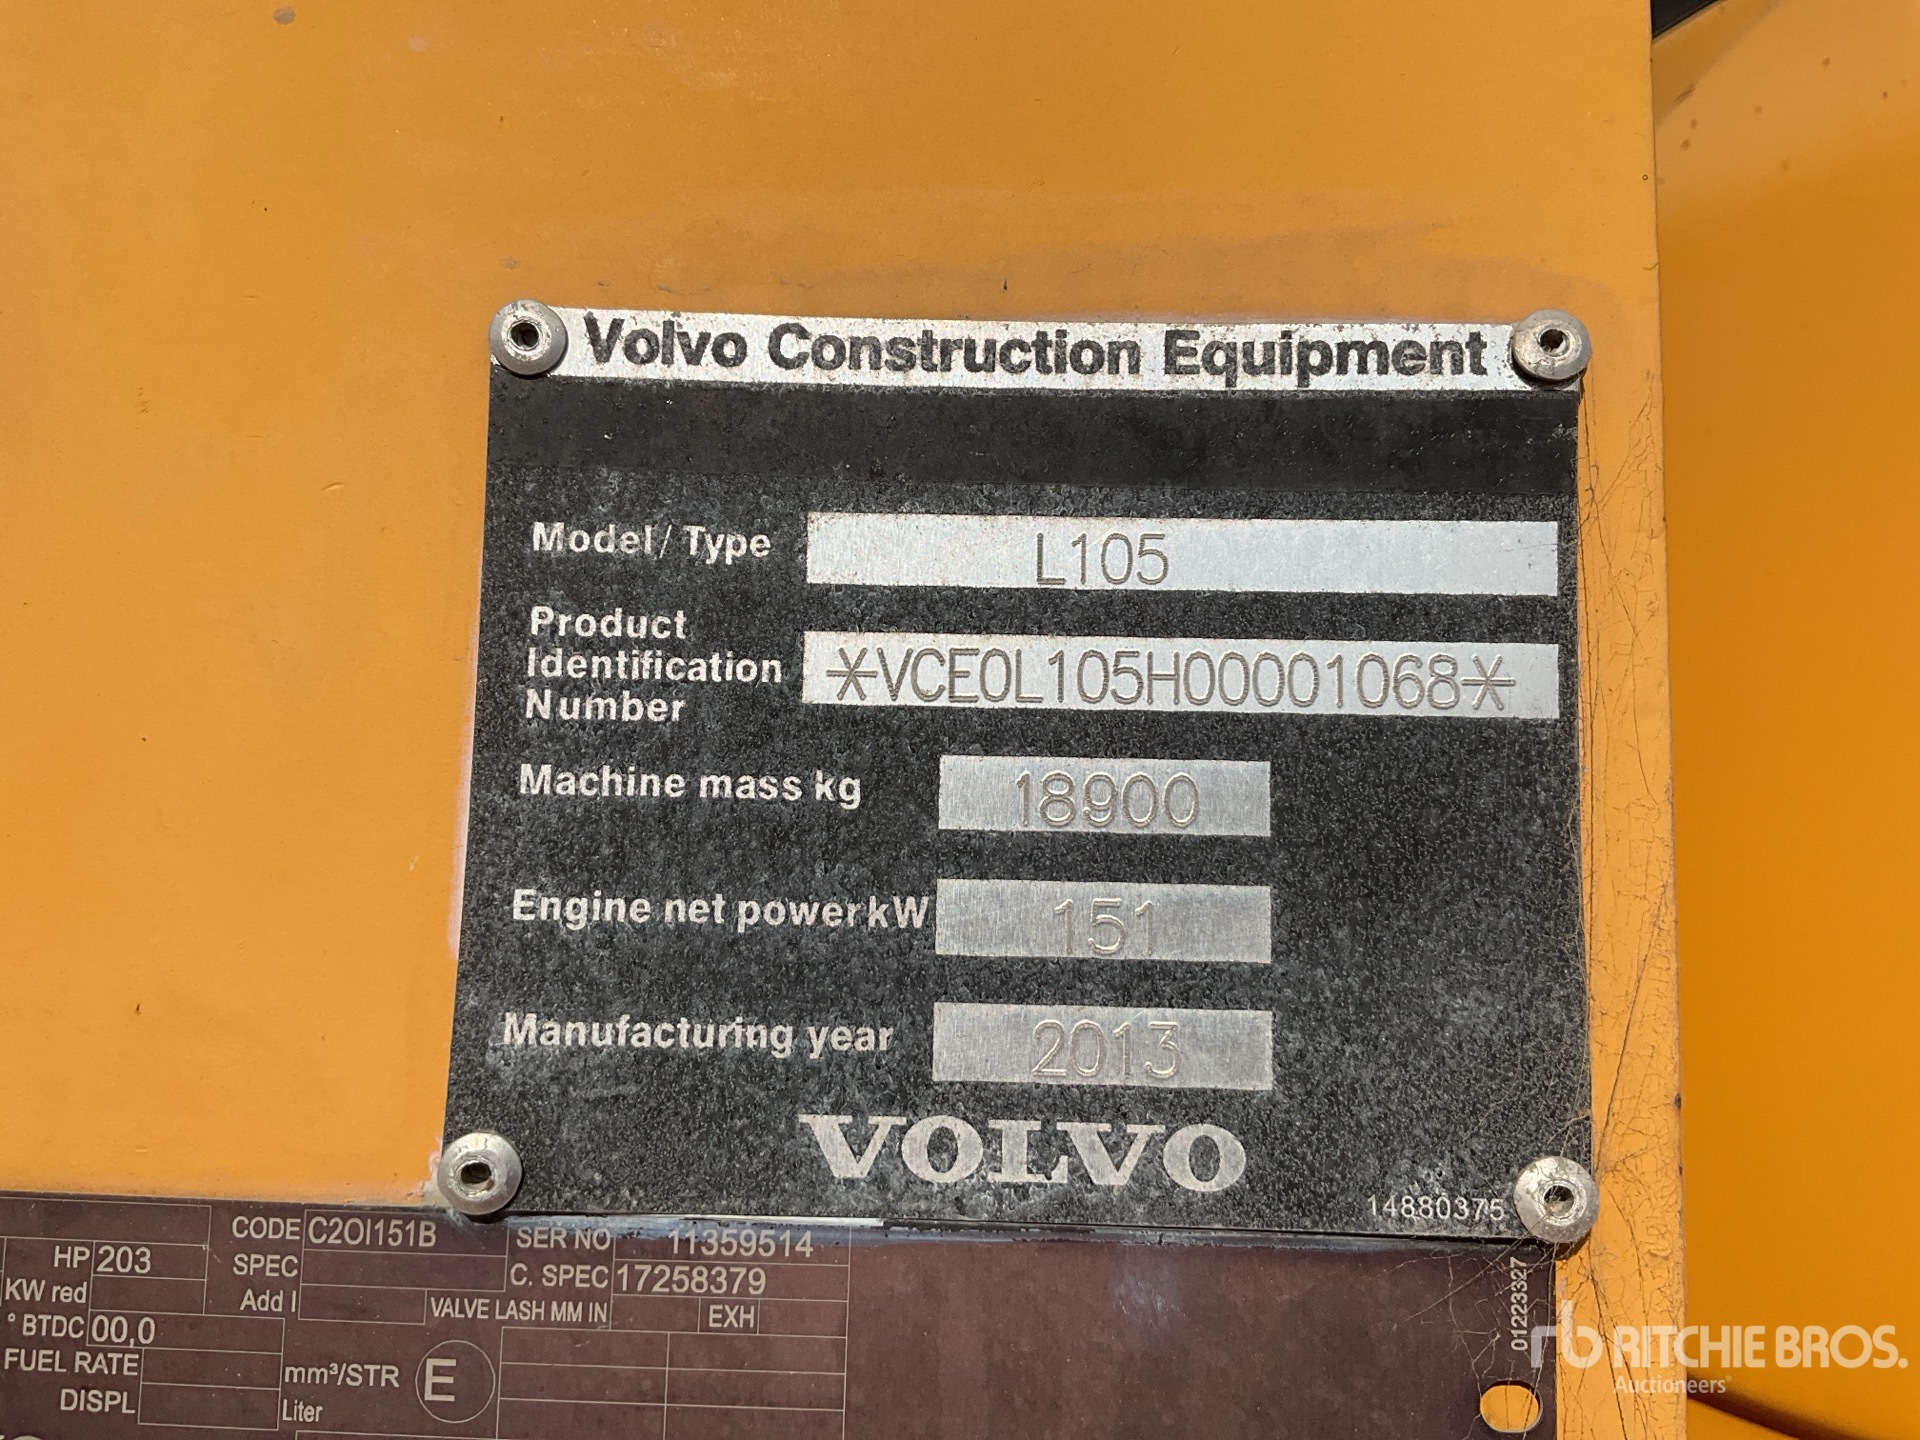 Volvo Construction Equipment
Model/Type L105
Product Identification Number *VCE0L105H00001068*
Machine mass kg 18900
Engine net power kW 151
Manufacturing year 2013
VOLVO
14880375
CODE C2OI151B SER NO 11359514
HP 203 SPEC C. SPEC 17258379
KW red Add I VALVE LASH MM IN EXH
° BTDC 00,0
FUEL RATE mm³/STR E
DISPL Liter
01223327
rb RITCHIE BROS.
Auctioneers